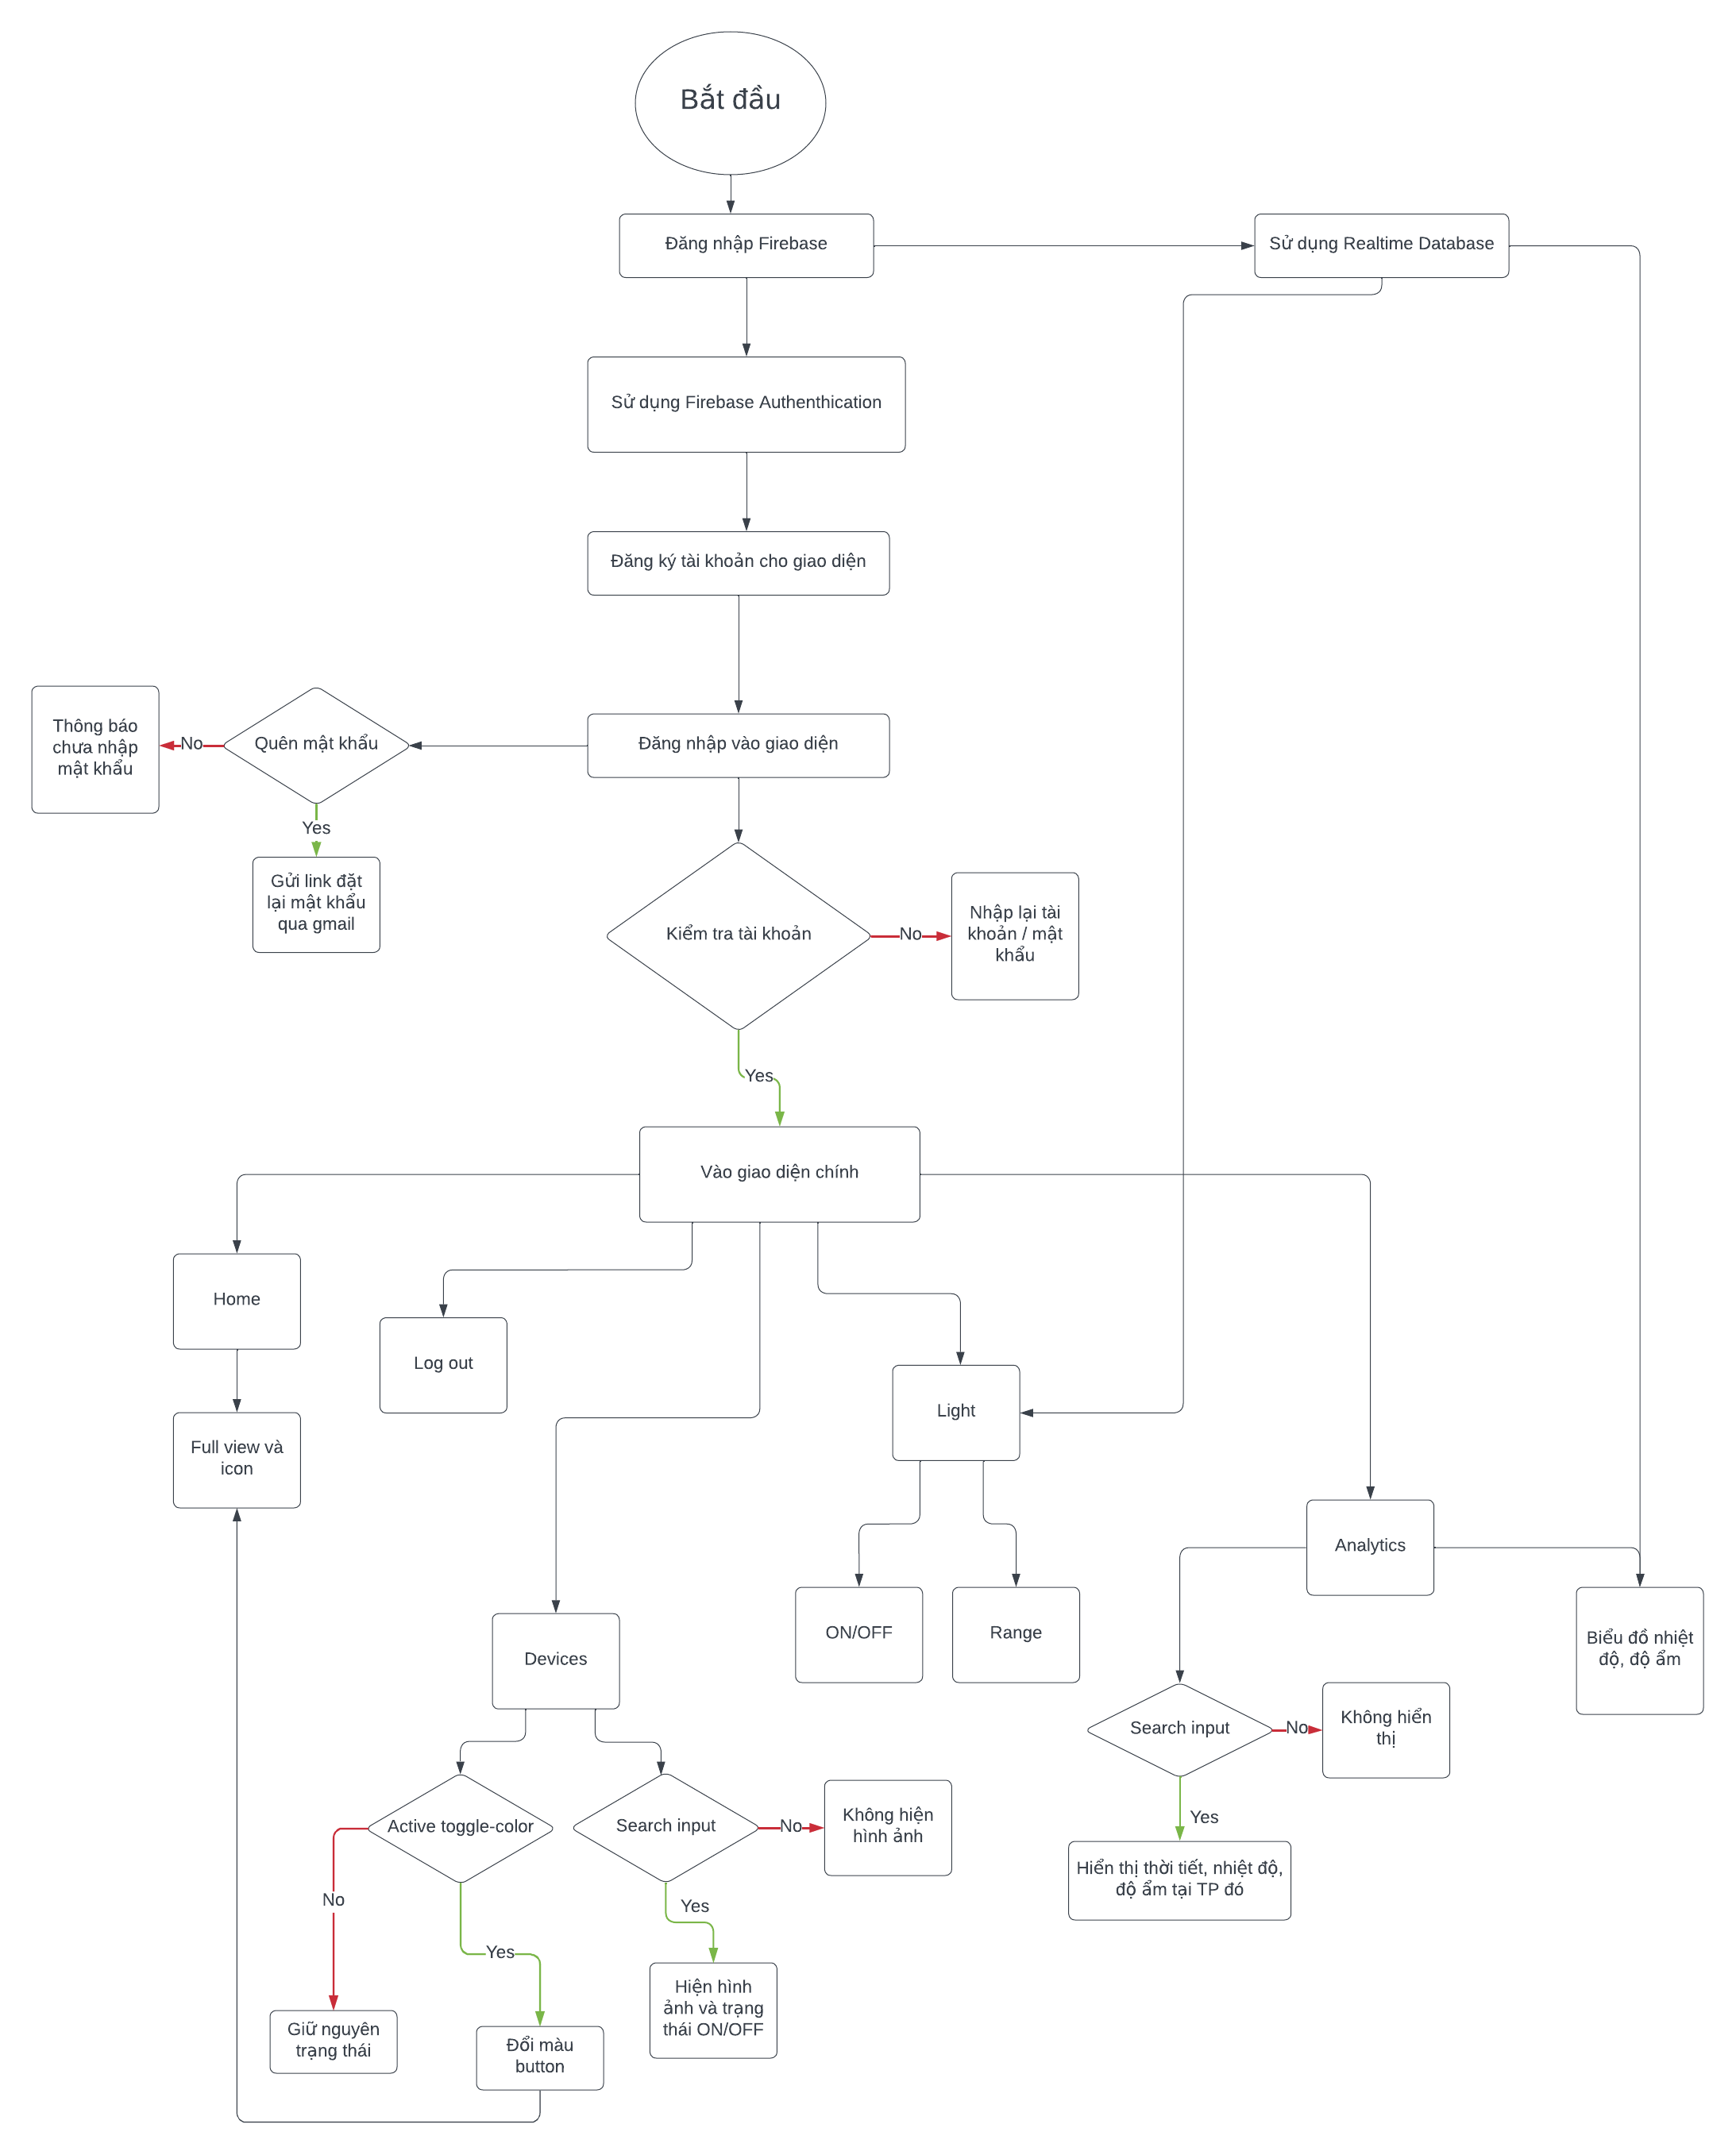 Bắt đầu
Đăng nhập Firebase
Sử dụng Realtime Database
Sử dụng Firebase Authenthication
Đăng ký tài khoản cho giao diện
Thông báo
chưa nhập
mật khẩu
No
Quên mật khẩu
Đăng nhập vào giao diện
Yes
Gửi link đặt
lại mật khẩu
qua gmail
Kiểm tra tài khoản
No
Nhập lại tài
khoản / mật
khẩu
Yes
Vào giao diện chính
Home
Log out
Light
Full view và
icon
Analytics
ON/OFF
Range
Biểu đồ nhiệt
độ, độ ẩm
Devices
Search input
No
Không hiển
thị
Active toggle-color
Search input
No
Không hiện
hình ảnh
Yes
Hiển thị thời tiết, nhiệt độ,
độ ẩm tại TP đó
No
Yes
Yes
Hiện hình
ảnh và trạng
thái ON/OFF
Giữ nguyên
trạng thái
Đổi màu
button